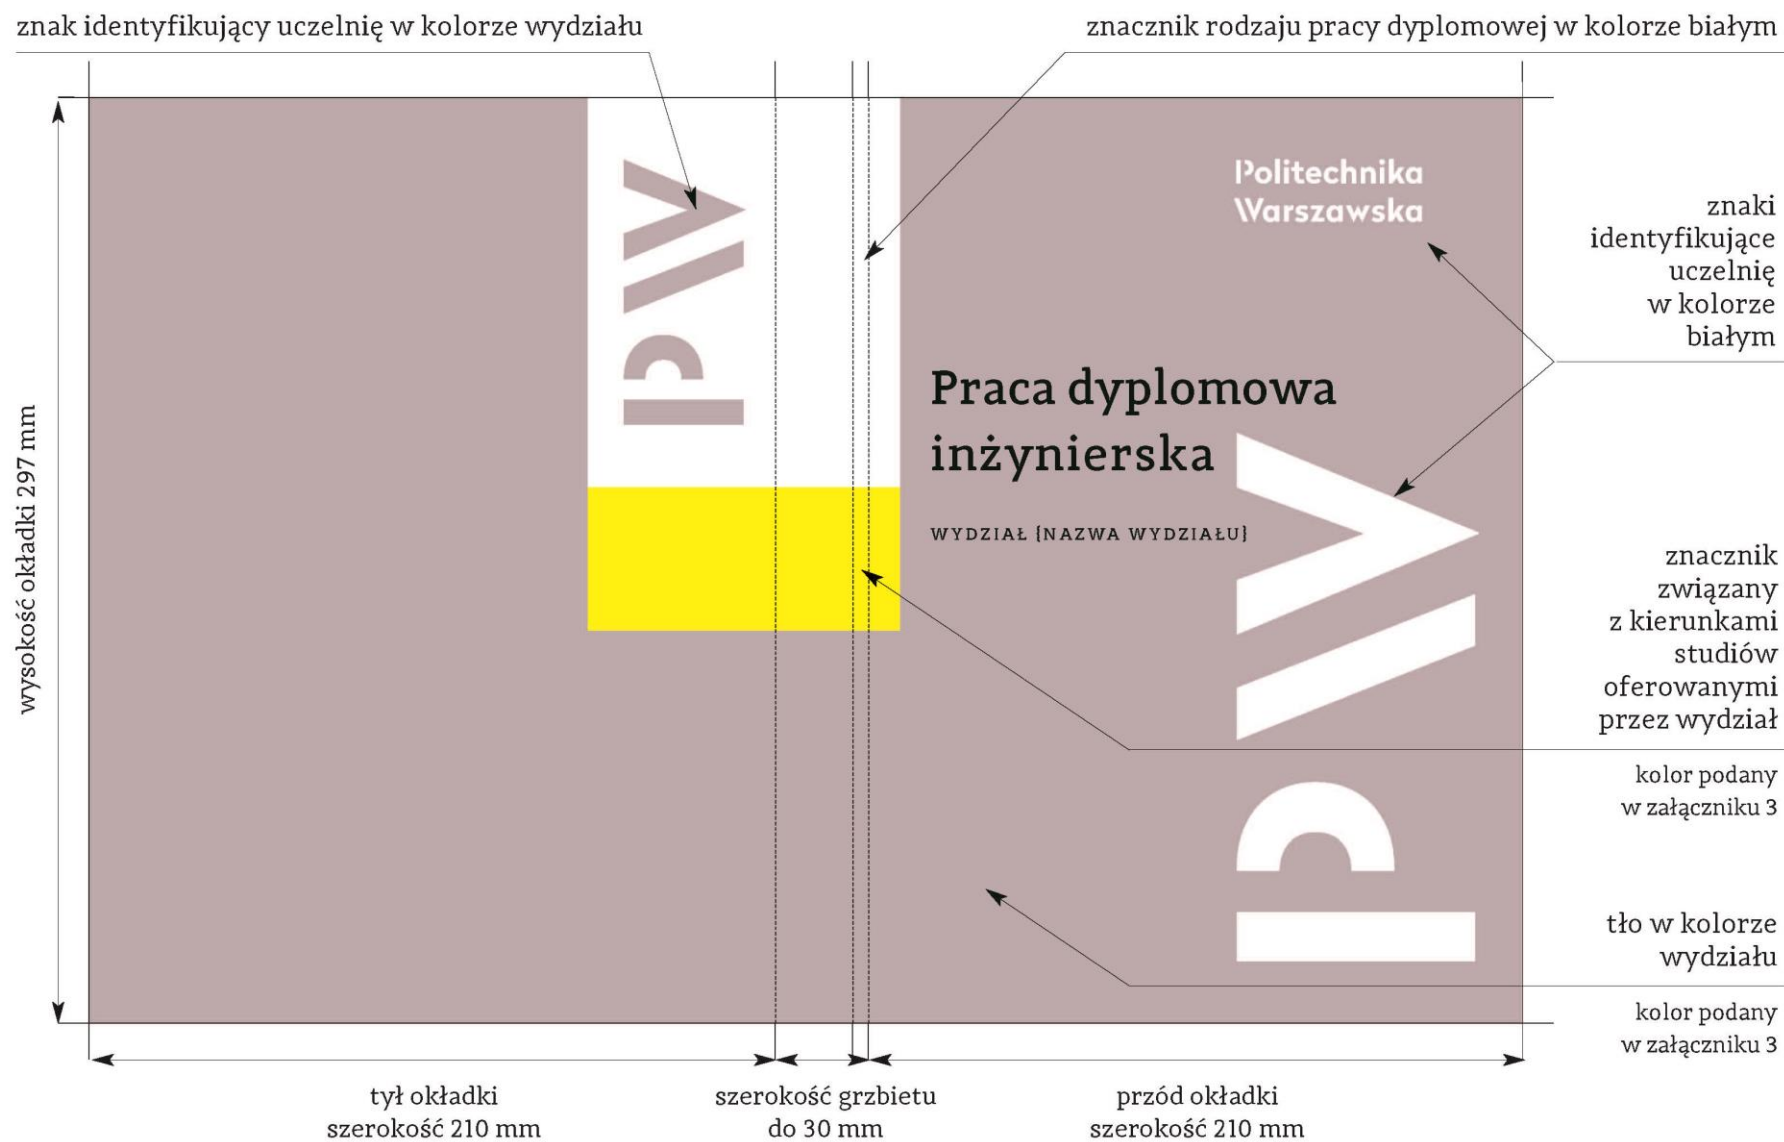 znak identyfikujący uczelnię w kolorze wydziału
znacznik rodzaju pracy dyplomowej w kolorze białym
wysokość okładki 297 mm
PW
Politechnika
Warszawska
Praca dyplomowa
inżynierska
WYDZIAŁ {NAZWA WYDZIAŁU}
PW
znaki
identyfikujące
uczelnię
w kolorze
białym
znacznik
związany
z kierunkami
studiów
oferowanymi
przez wydział
kolor podany
w załączniku 3
tło w kolorze
wydziału
kolor podany
w załączniku 3
tył okładki
szerokość 210 mm
szerokość grzbietu
do 30 mm
przód okładki
szerokość 210 mm